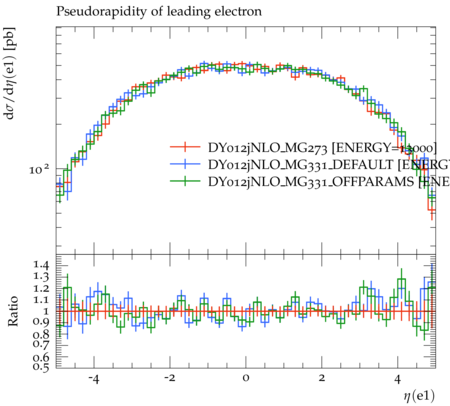 Pseudorapidity of leading electron
dσ/dη(e1) [pb]
DY012jNLO_MG273 [ENERGY=13000]
DY012jNLO_MG331_DEFAULT [ENERGY
DY012jNLO_MG331_OFFPARAMS [ENE
10²
Ratio
1.4
1.3
1.2
1.1
1
0.9
0.8
0.7
0.6
0.5
-4 -2 0 2 4
η(e1)